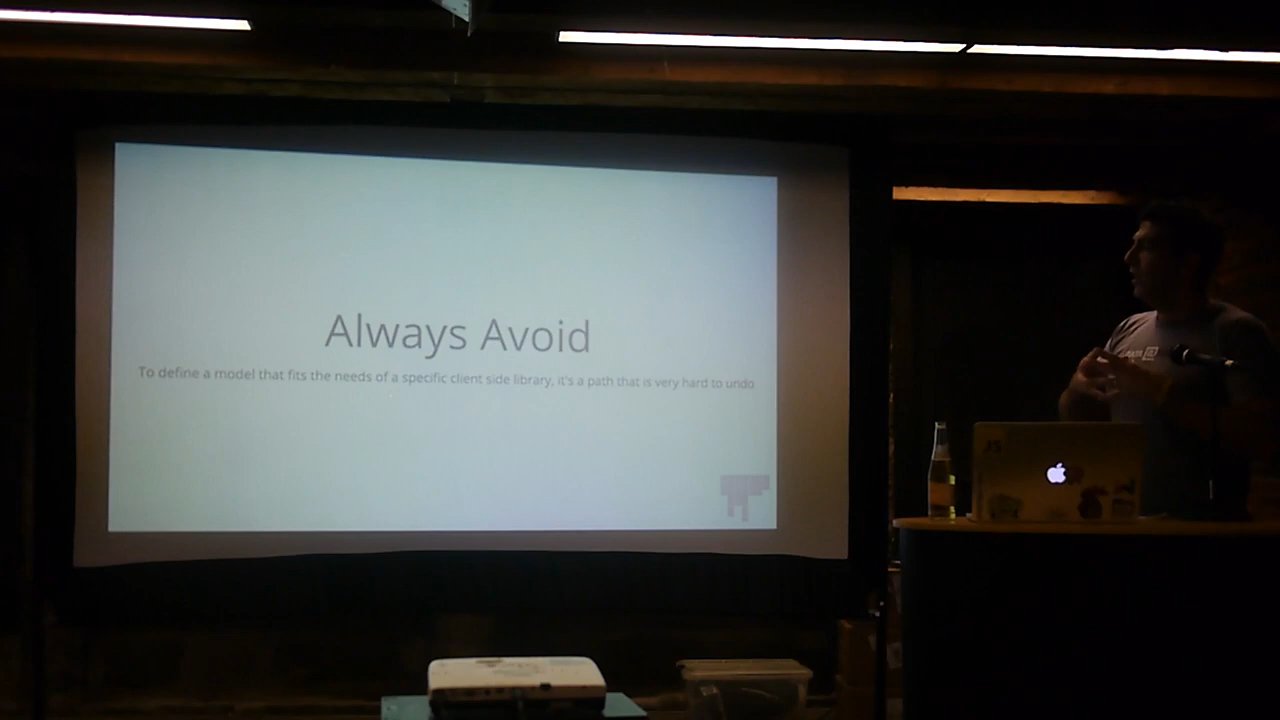 Always Avoid
To define a model that fits the needs of a specific client side library, it's a path that is very hard to undo